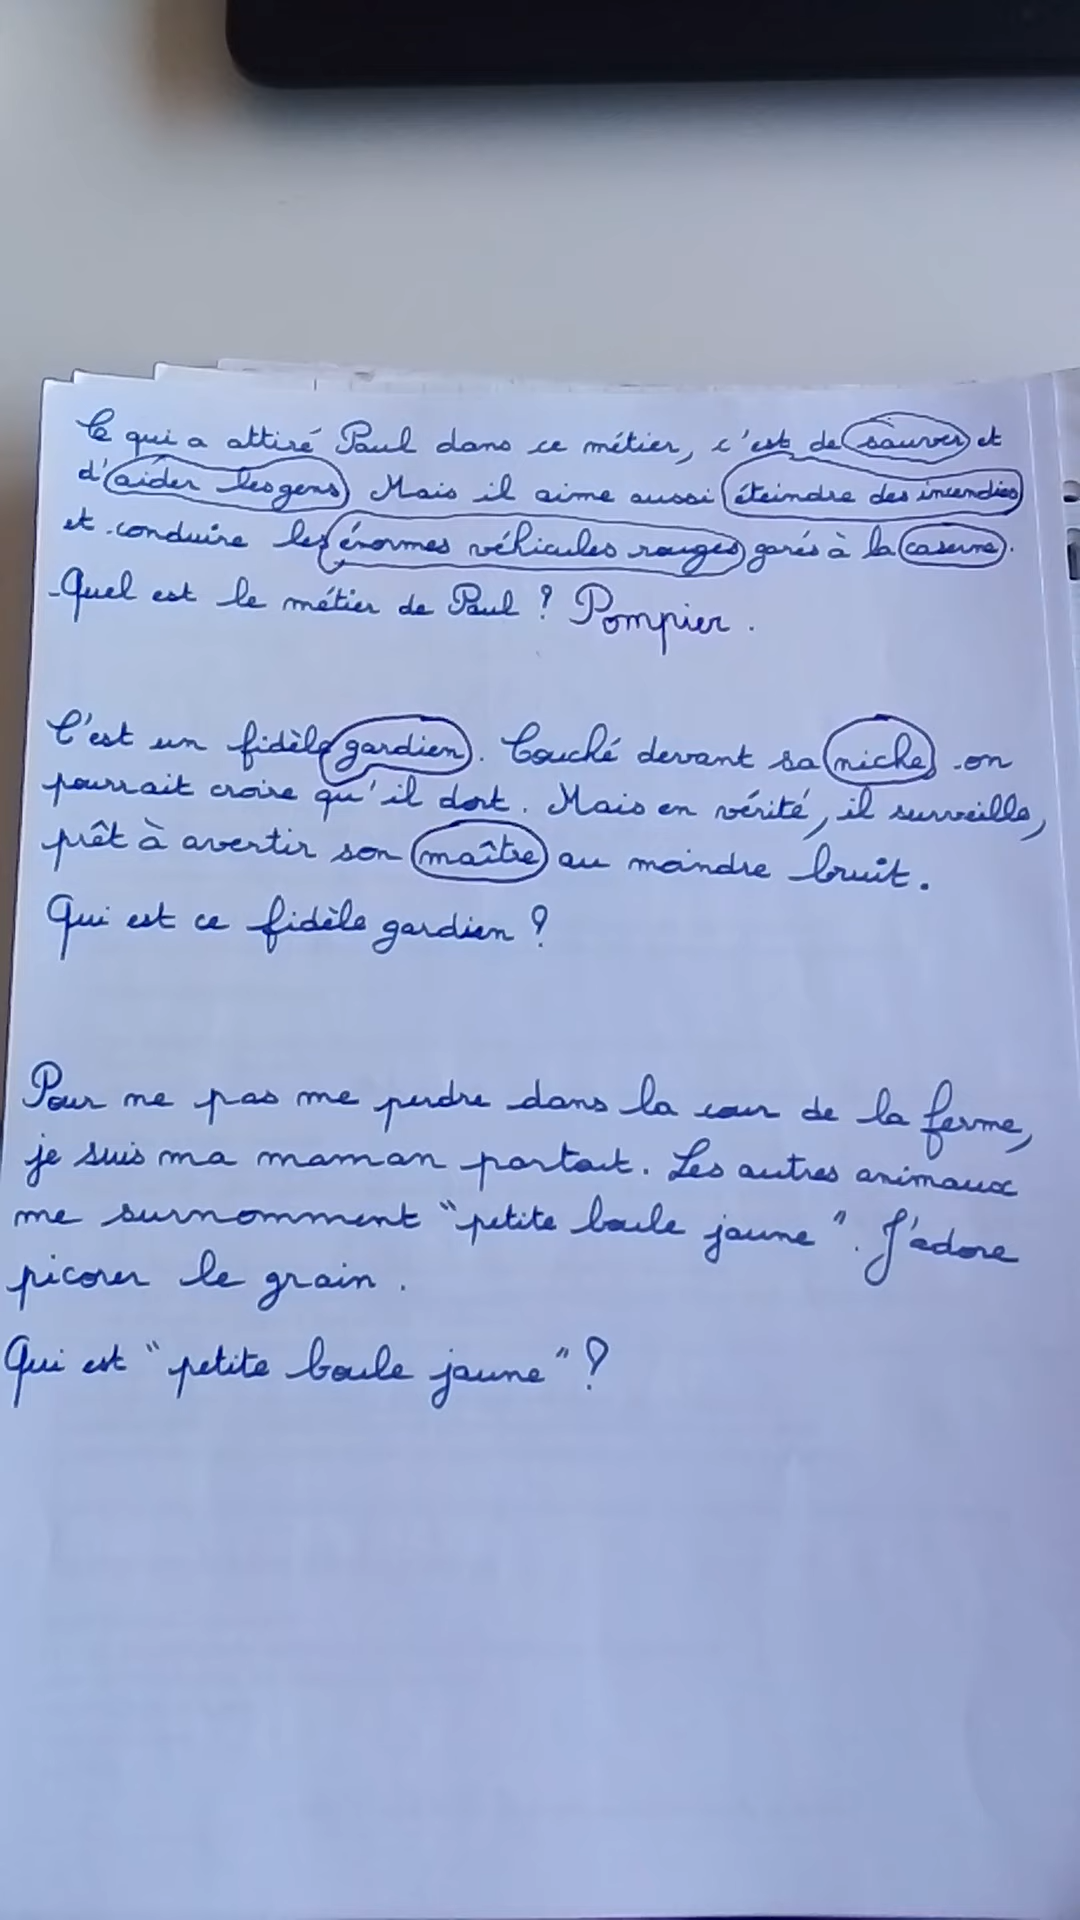 Ce qui a attiré Paul dans ce métier, c'est de sauver et
d'aider les gens. Mais il aime aussi éteindre des incendies
et conduire les énormes véhicules rouges garés à la caserne.
Quel est le métier de Paul ? Pompier.
C'est un fidèle gardien. Couché devant sa niche, on
pourrait croire qu'il dort. Mais en vérité, il surveille,
prêt à avertir son maître au moindre bruit.
Qui est ce fidèle gardien ?
Pour ne pas me perdre dans la cour de la ferme,
je suis ma maman partout. Les autres animaux
me surnomment "petite boule jaune". J'adore
picorer le grain.
Qui est "petite boule jaune" ?